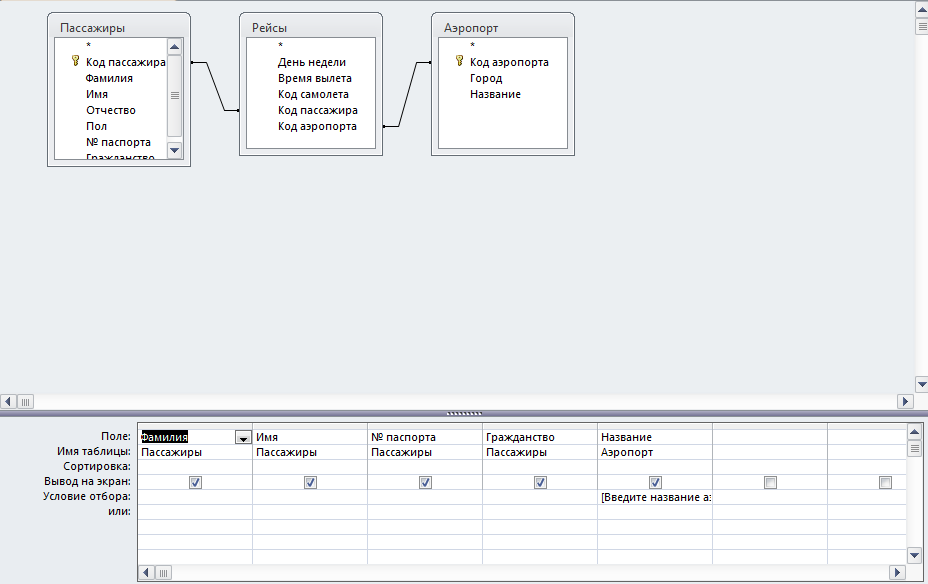 Пассажиры
*
Код пассажира
Фамилия
Имя
Отчество
Пол
№ паспорта
Гражданство
Рейсы
*
День недели
Время вылета
Код самолета
Код пассажира
Код аэропорта
Аэропорт
*
Код аэропорта
Город
Название
Поле: Фамилия Имя № паспорта Гражданство Название
Имя таблицы: Пассажиры Пассажиры Пассажиры Пассажиры Аэропорт
Сортировка:
Вывод на экран:
Условие отбора: [Введите название а:
или: